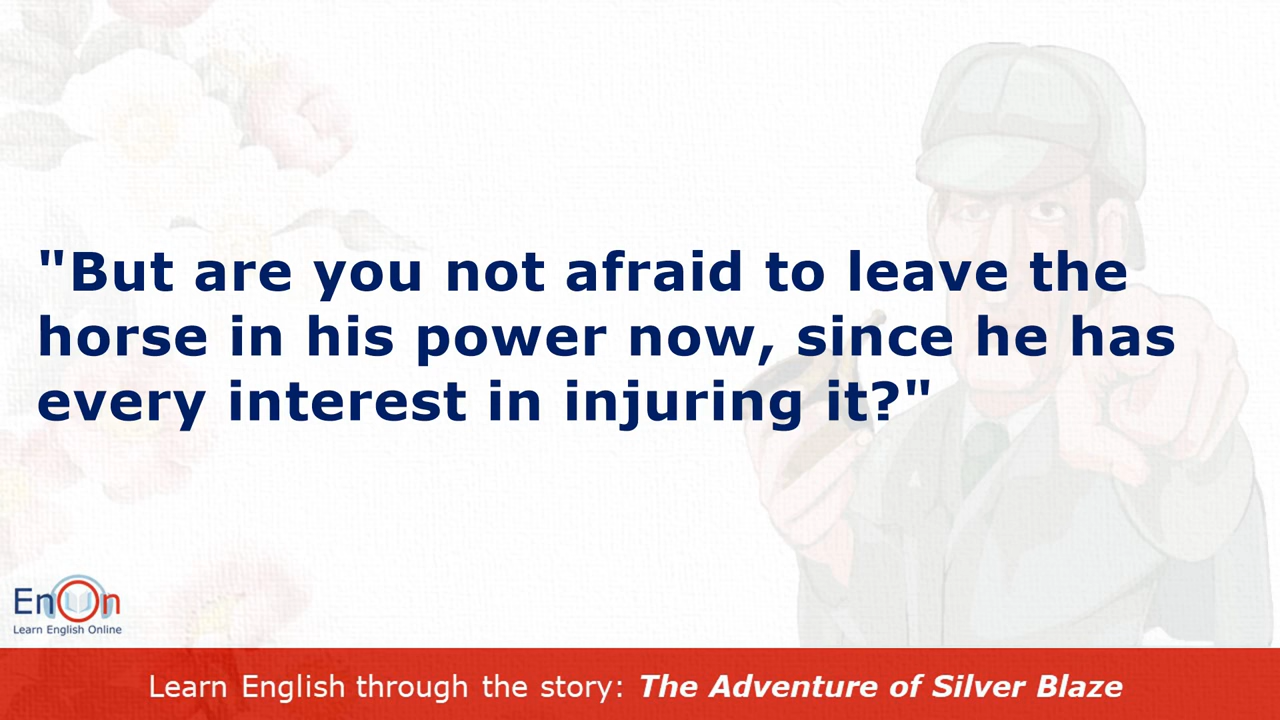 "But are you not afraid to leave the
horse in his power now, since he has
every interest in injuring it?"
EnOn
Learn English Online
Learn English through the story: The Adventure of Silver Blaze